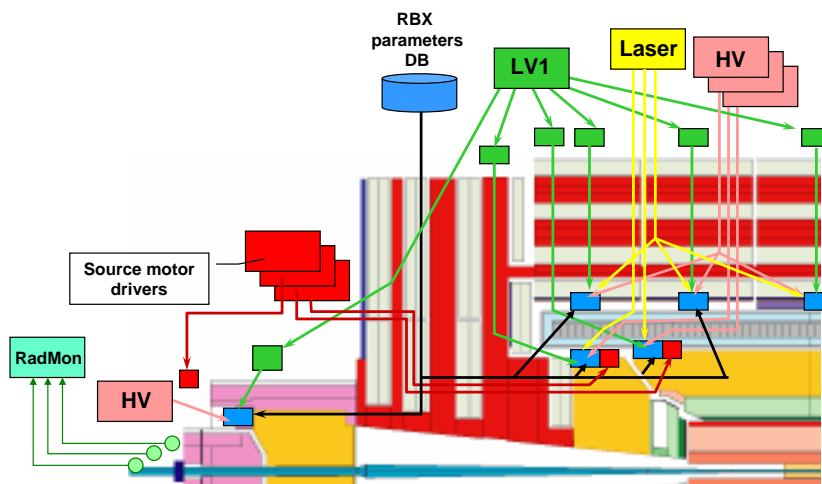 RBX
parameters
DB
LV1
Laser
HV
Source motor
drivers
RadMon
HV